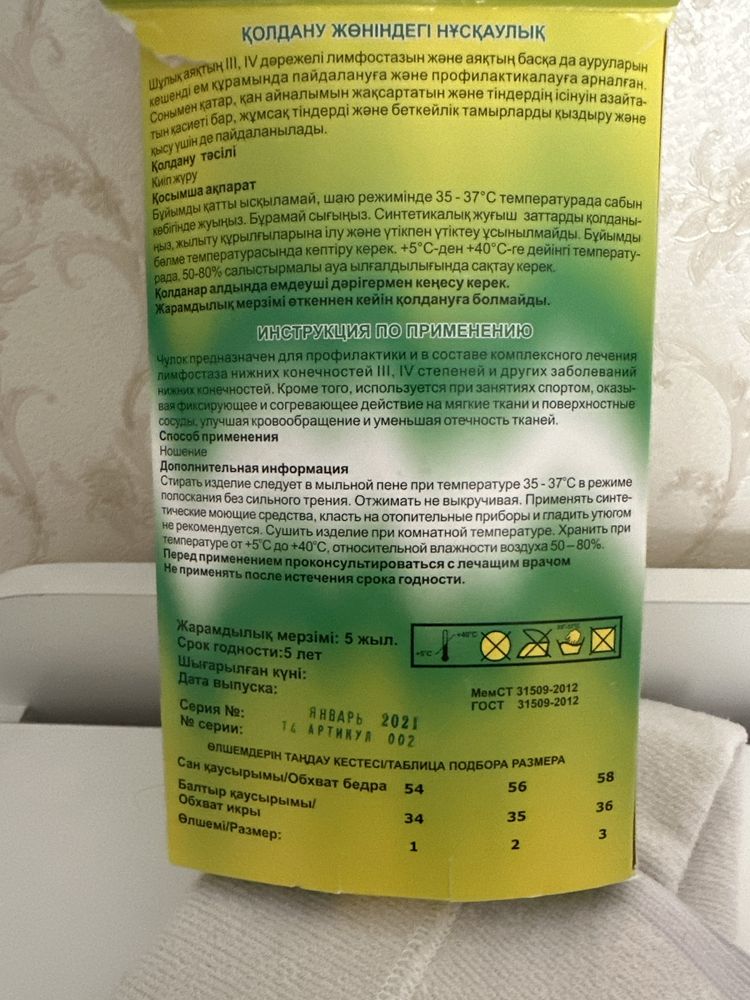 ҚОЛДАНУ ЖӨНІНДЕГІ НҰСҚАУЛЫҚ
Шұлық аяқтың III, IV дәрежелі лимфостазын және аяқтың басқа да ауруларын
кешенді ем құрамында пайдалануға және профилактикалауға арналған.
Сонымен қатар, қан айналымын жақсартатын және тіндердің ісінуін азайта-
тын қасиеті бар, жұмсақ тіндерді және беткейлік тамырларды қыздыру және
қысу үшін де пайдаланылады.
Қолдану тәсілі
Киіп жүру
Қосымша ақпарат
Бұйымды қатты ысқыламай, шаю режимінде 35 - 37°С температурада сабын
көбігінде жуыңыз. Бұрамай сығыңыз. Синтетикалық жуғыш заттарды қолданы-
ңыз, жылыту құрылғыларына ілу және үтікпен үтіктеу ұсынылмайды. Бұйымды
бөлме температурасында кептіру керек. +5°С-ден +40°С-ге дейінгі температу-
рада, 50-80% салыстырмалы ауа ылғалдылығында сақтау керек.
Қолданар алдында емдеуші дәрігермен кеңесу керек.
Жарамдылық мерзімі өткеннен кейін қолдануға болмайды.
ИНСТРУКЦИЯ ПО ПРИМЕНЕНИЮ
Чулок предназначен для профилактики и в составе комплексного лечения
лимфостаза нижних конечностей III, IV степеней и других заболеваний
нижних конечностей. Кроме того, используется при занятиях спортом, оказы-
вая фиксирующее и согревающее действие на мягкие ткани и поверхностные
сосуды, улучшая кровообращение и уменьшая отечность тканей.
Способ применения
Ношение
Дополнительная информация
Стирать изделие следует в мыльной пене при температуре 35 - 37°С в режиме
полоскания без сильного трения. Отжимать не выкручивая. Применять синте-
тические моющие средства, класть на отопительные приборы и гладить утюгом
не рекомендуется. Сушить изделие при комнатной температуре. Хранить при
температуре от +5°С до +40°С, относительной влажности воздуха 50 – 80%.
Перед применением проконсультироваться с лечащим врачом
Не применять после истечения срока годности.
Жарамдылық мерзімі: 5 жыл.
Срок годности:5 лет
Шығарылған күні:
Дата выпуска:
+5°С +40°С
МемСТ 31509-2012
ГОСТ 31509-2012
Серия №:
№ серии:
ЯНВАРЬ 2021
14 АРТИКУЛ 002
ӨЛШЕМДЕРІН ТАҢДАУ КЕСТЕСІ/ТАБЛИЦА ПОДБОРА РАЗМЕРА
Сан қаусырымы/Обхват бедра 54 56 58
Балтыр қаусырымы/
Обхват икры 34 35 36
Өлшемі/Размер: 1 2 3